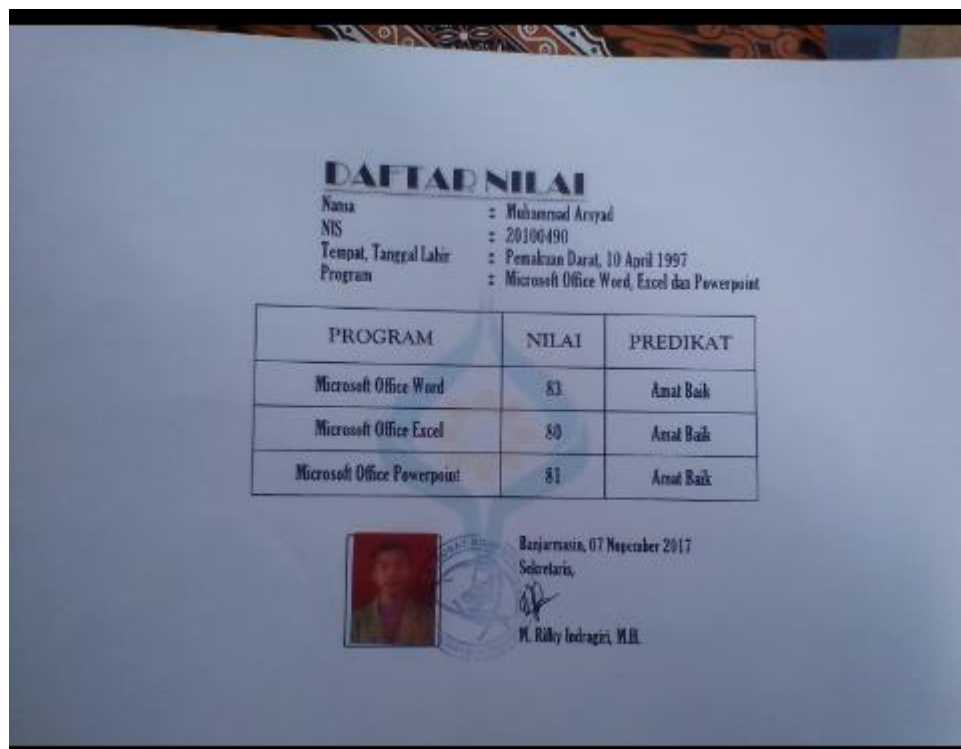 DAFTAR NILAI
Nama : Muhammad Arsyad
NIS : 20100490
Tempat, Tanggal Lahir : Pemakuan Darat, 10 April 1997
Program : Microsoft Office Word, Excel dan Powerpoint
PROGRAM NILAI PREDIKAT
Microsoft Office Word 83 Amat Baik
Microsoft Office Excel 80 Amat Baik
Microsoft Office Powerpoint 81 Amat Baik
Banjarmasin, 07 Nopember 2017
Sekretaris,
M. Rifky Indragiri, M.H.